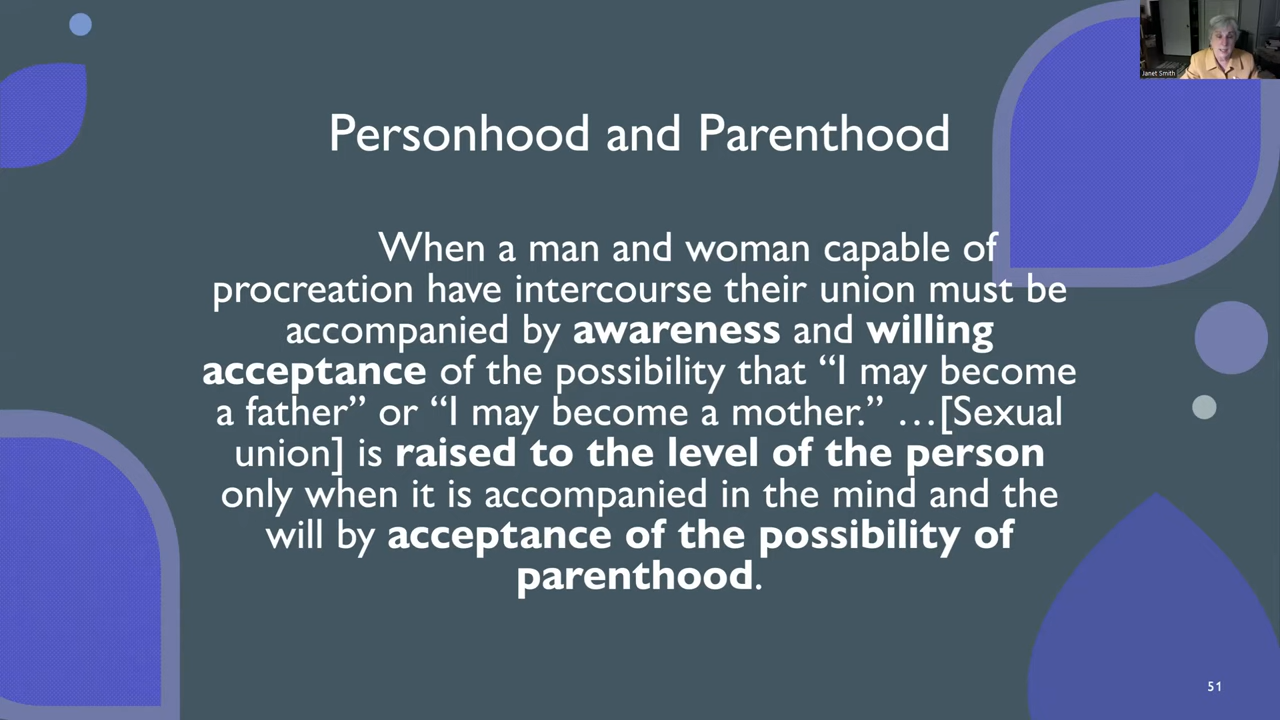 Janet Smith
Personhood and Parenthood
When a man and woman capable of
procreation have intercourse their union must be
accompanied by awareness and willing
acceptance of the possibility that “I may become
a father” or “I may become a mother.” …[Sexual
union] is raised to the level of the person
only when it is accompanied in the mind and the
will by acceptance of the possibility of
parenthood.
51